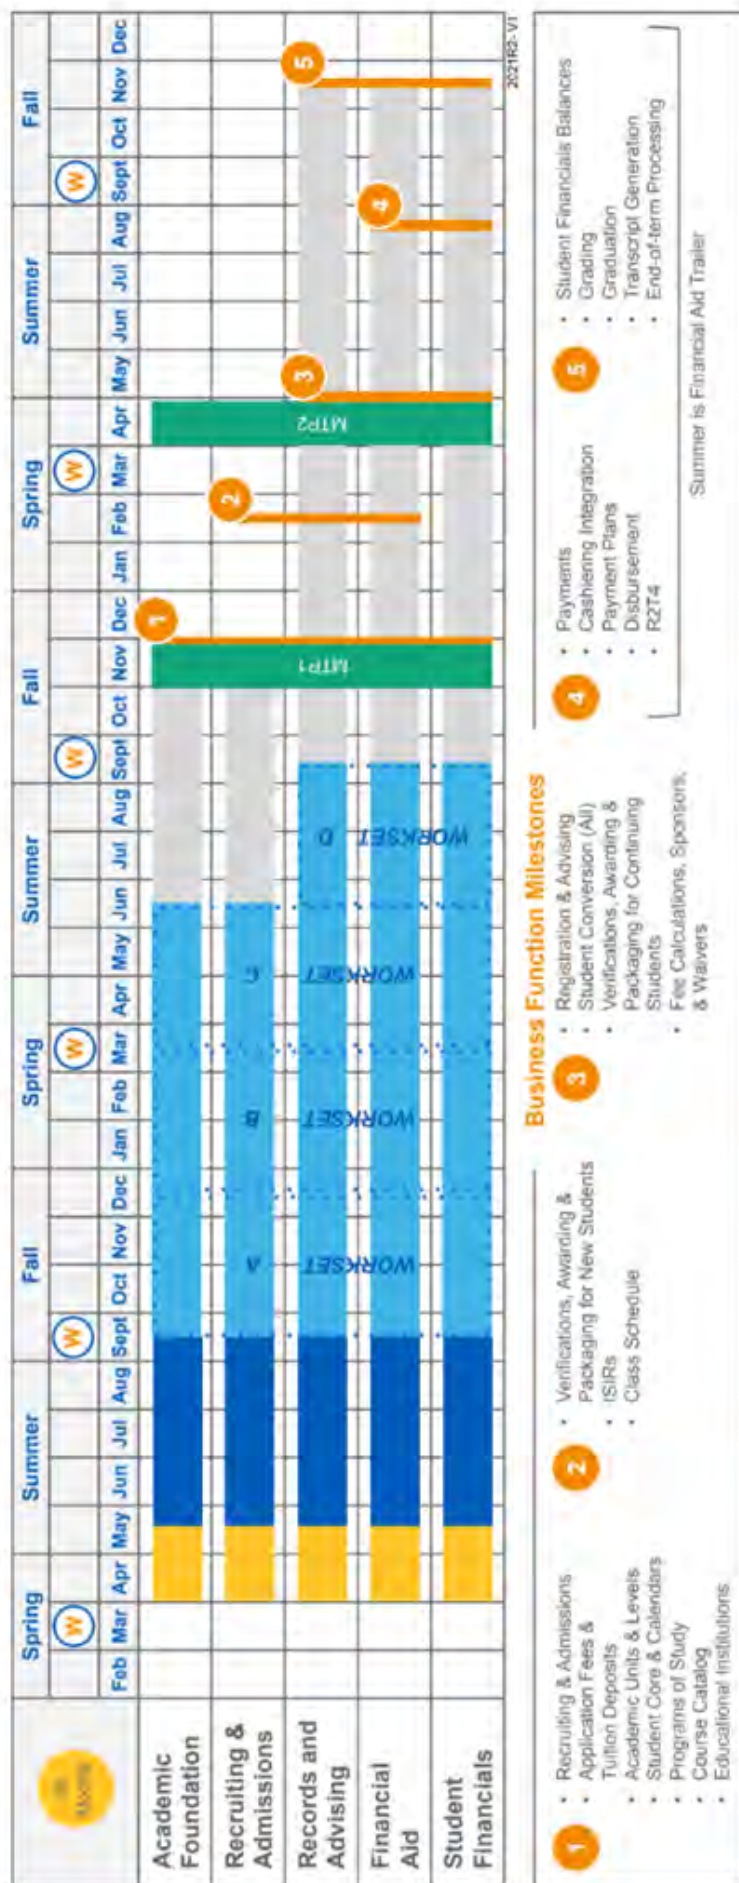 Spring Summer Fall Spring Summer Fall Spring Summer Fall
W W W W W W
Feb Mar Apr May Jun Jul Aug Sept Oct Nov Dec Jan Feb Mar Apr May Jun Jul Aug Sept Oct Nov Dec Jan Feb Mar Apr May Jun Jul Aug Sept Oct Nov Dec
Academic
Foundation
Recruiting &
Admissions
Records and
Advising
Financial
Aid
Student
Financials
WORKSET A
WORKSET B
WORKSET C
WORKSET D
MTP1
MTP2
1
2
3
4
5
2021R2- V1
Business Function Milestones
1
• Recruiting & Admissions
• Application Fees &
Tuition Deposits
• Academic Units & Levels
• Student Core & Calendars
• Programs of Study
• Course Catalog
• Educational Institutions
2
• Verifications, Awarding &
Packaging for New Students
• ISIRs
• Class Schedule
3
• Registration & Advising
• Student Conversion (All)
• Verifications, Awarding &
Packaging for Continuing
Students
• Fee Calculations, Sponsors,
& Waivers
4
• Payments
• Cashiering Integration
• Payment Plans
• Disbursement
• R2T4
5
• Student Financials Balances
• Grading
• Graduation
• Transcript Generation
• End-of-term Processing
Summer is Financial Aid Trailer